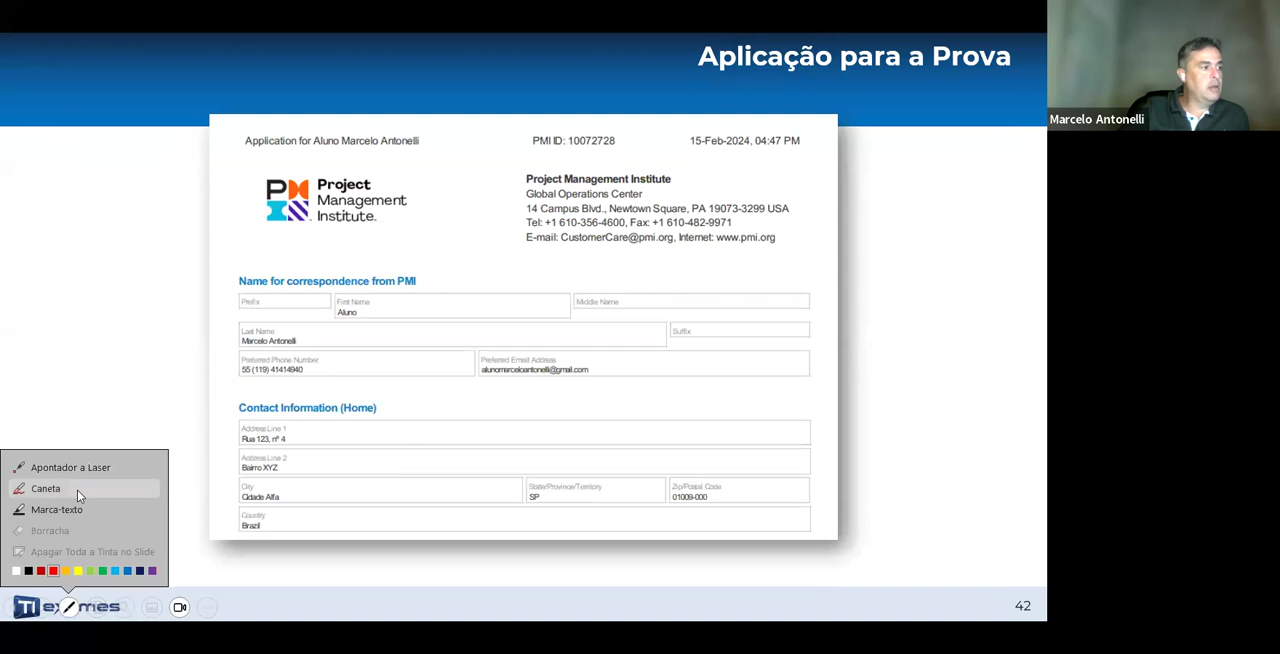 Aplicação para a Prova
Marcelo Antonelli
Application for Aluno Marcelo Antonelli PMI ID: 10072728 15-Feb-2024, 04:47 PM
Project
Management
Institute.
Project Management Institute
Global Operations Center
14 Campus Blvd., Newtown Square, PA 19073-3299 USA
Tel: +1 610-356-4600, Fax: +1 610-482-9971
E-mail: CustomerCare@pmi.org, Internet: www.pmi.org
Name for correspondence from PMI
Prefix First Name Middle Name
Aluno
Last Name Suffix
Marcelo Antonelli
Preferred Phone Number Preferred Email Address
55 (119) 41414940 alunomarceloantonelli@gmail.com
Contact Information (Home)
Address Line 1
Rua 123, nº 4
Address Line 2
Bairro XYZ
City State/Province/Territory Zip/Postal Code
Cidade Alfa SP 01009-000
Country
Brazil
Apontador a Laser
Caneta
Marca-texto
Borracha
Apagar Toda a Tinta no Slide
TI exames 42